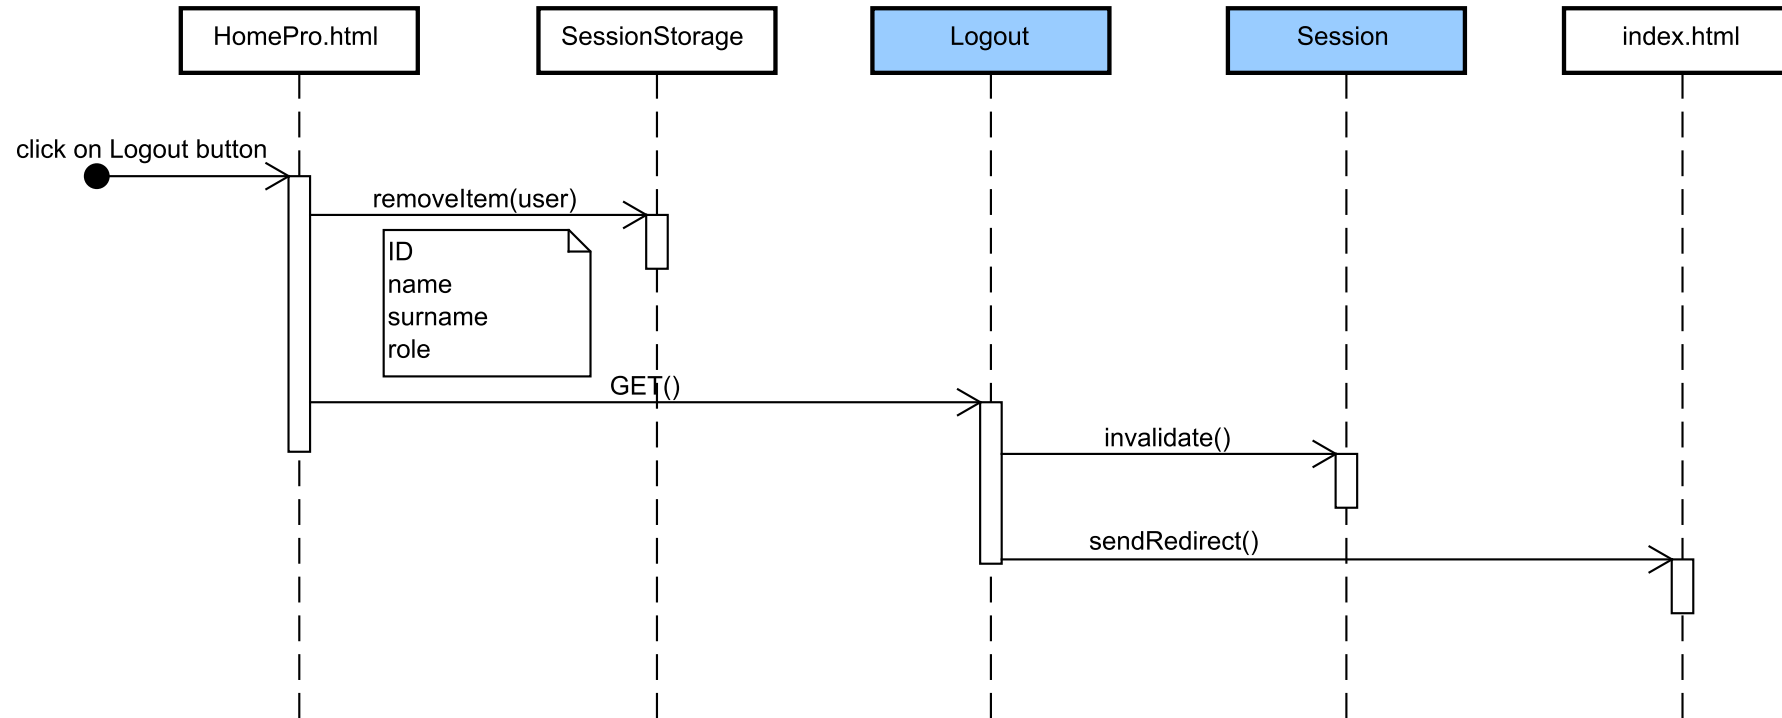 HomePro.html
SessionStorage
Logout
Session
index.html
click on Logout button
removeItem(user)
ID
name
surname
role
GET()
invalidate()
sendRedirect()